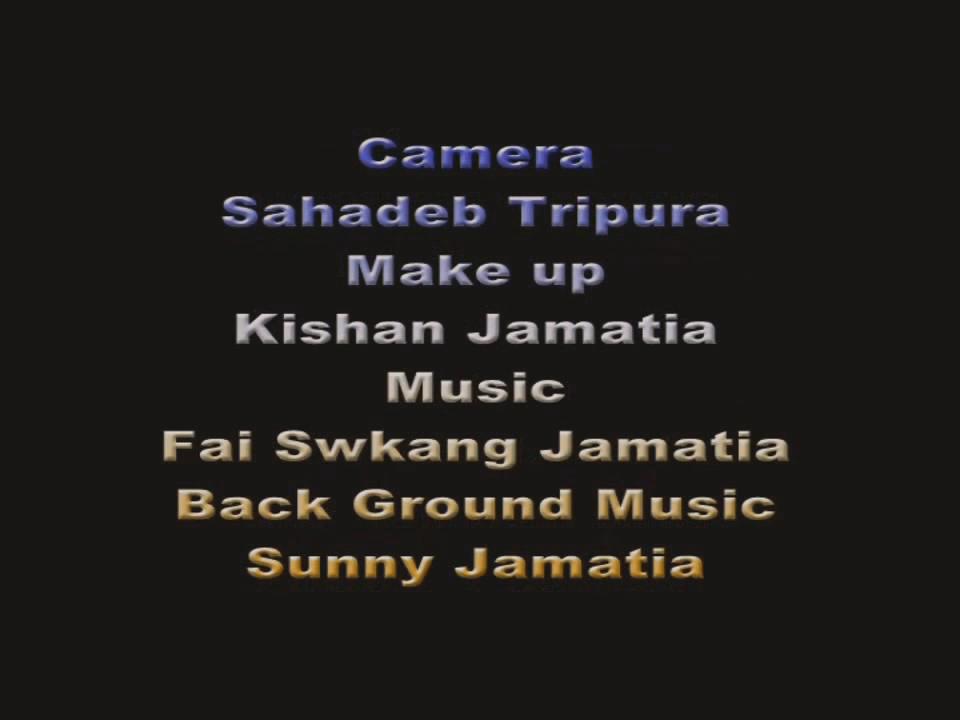 Camera
Sahadeb Tripura
Make up
Kishan Jamatia
Music
Fai Swkang Jamatia
Back Ground Music
Sunny Jamatia